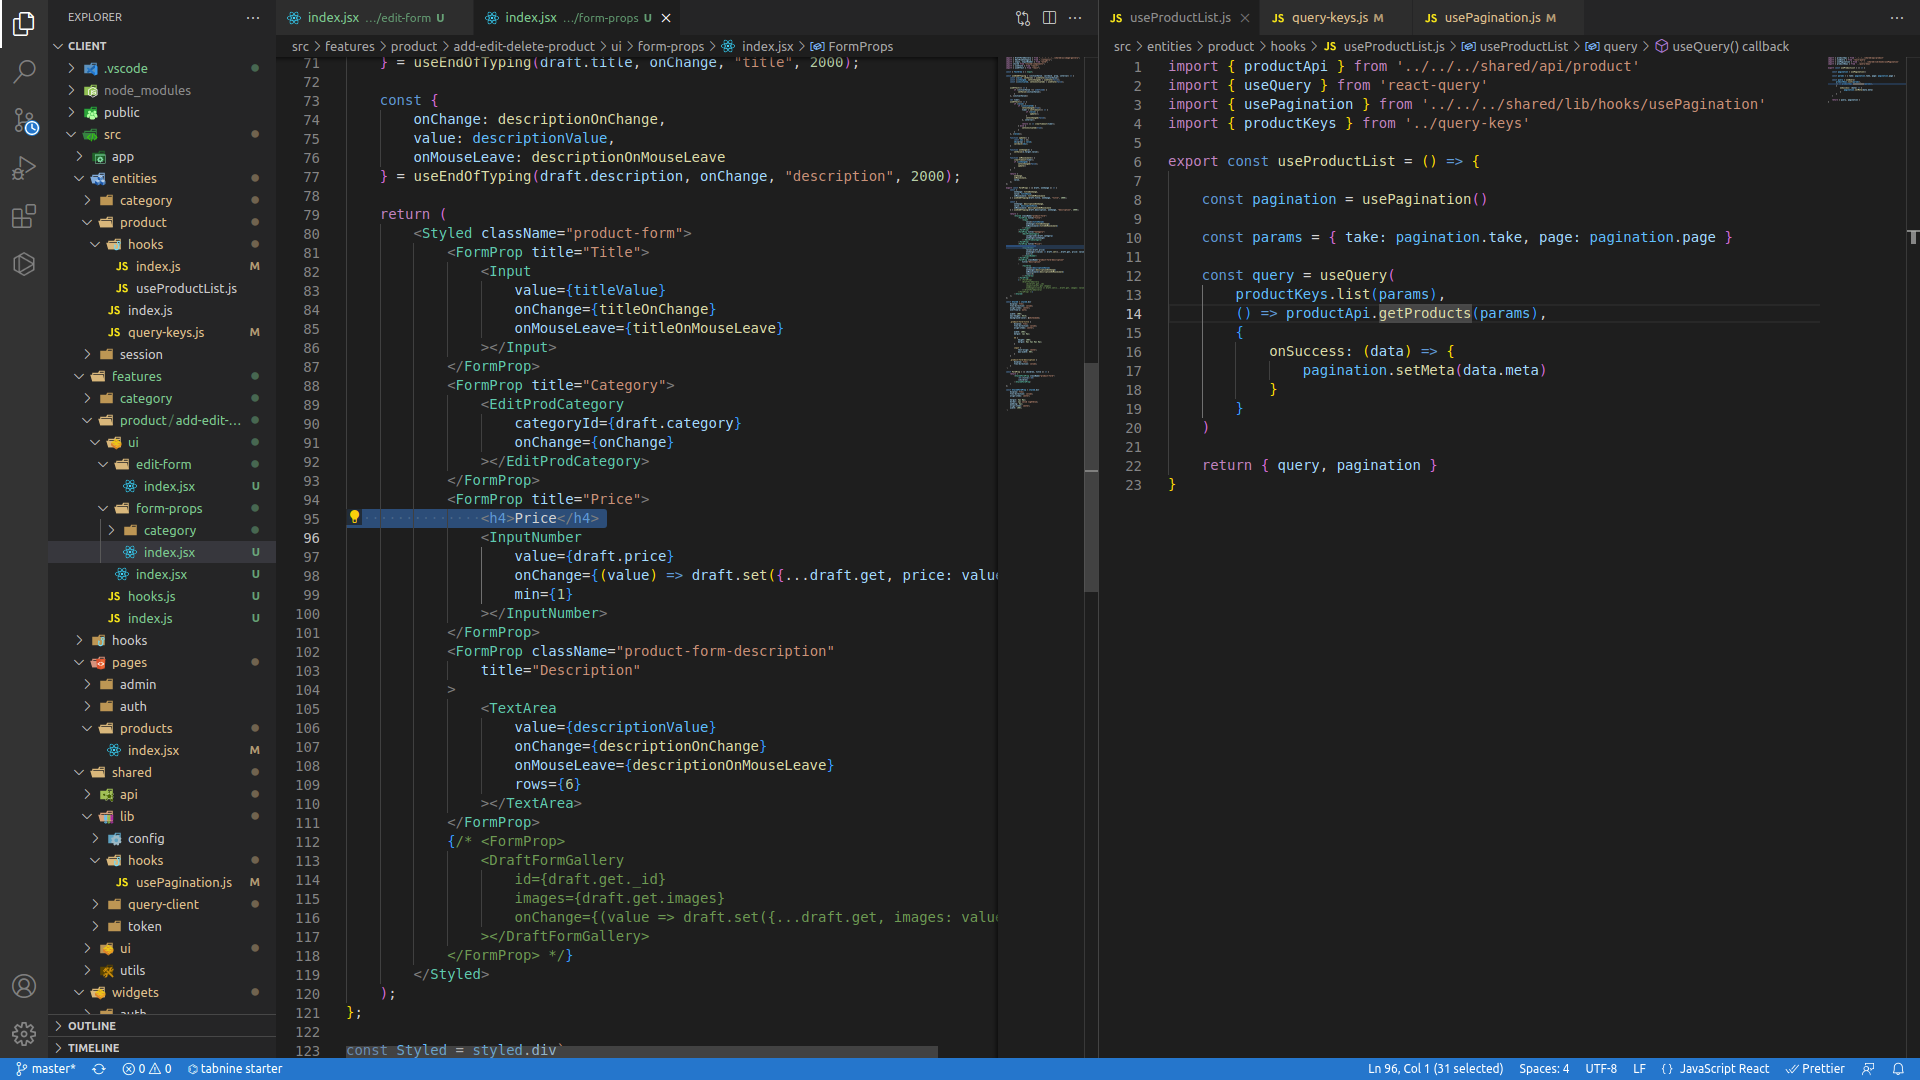 EXPLORER
CLIENT
.vscode
node_modules
public
src
app
entities
category
product
hooks
index.js M
useProductList.js
index.js
query-keys.js M
session
features
category
product / add-edit-...
ui
edit-form
index.jsx U
form-props
category
index.jsx U
index.jsx U
hooks.js U
index.js U
hooks
pages
admin
auth
products
index.jsx M
shared
api
lib
config
hooks
usePagination.js M
query-client
token
ui
utils
widgets
OUTLINE
TIMELINE
index.jsx .../edit-form U
index.jsx .../form-props U
src > features > product > add-edit-delete-product > ui > form-props > index.jsx > FormProps
71 } = useEndOfTyping(draft.title, onChange, "title", 2000);
72
73 const {
74 onChange: descriptionOnChange,
75 value: descriptionValue,
76 onMouseLeave: descriptionOnMouseLeave
77 } = useEndOfTyping(draft.description, onChange, "description", 2000);
78
79 return (
80 <Styled className="product-form">
81 <FormProp title="Title">
82 <Input
83 value={titleValue}
84 onChange={titleOnChange}
85 onMouseLeave={titleOnMouseLeave}
86 ></Input>
87 </FormProp>
88 <FormProp title="Category">
89 <EditProdCategory
90 categoryId={draft.category}
91 onChange={onChange}
92 ></EditProdCategory>
93 </FormProp>
94 <FormProp title="Price">
95 <h4>Price</h4>
96 <InputNumber
97 value={draft.price}
98 onChange={(value) => draft.set({...draft.get, price: valu
99 min={1}
100 ></InputNumber>
101 </FormProp>
102 <FormProp className="product-form-description"
103 title="Description"
104 >
105 <TextArea
106 value={descriptionValue}
107 onChange={descriptionOnChange}
108 onMouseLeave={descriptionOnMouseLeave}
109 rows={6}
110 ></TextArea>
111 </FormProp>
112 {/* <FormProp>
113 <DraftFormGallery
114 id={draft.get._id}
115 images={draft.get.images}
116 onChange={(value => draft.set({...draft.get, images: valu
117 ></DraftFormGallery>
118 </FormProp> */}
119 </Styled>
120 );
121 };
122
123 const Styled = styled.div`
useProductList.js
query-keys.js M
usePagination.js M
src > entities > product > hooks > useProductList.js > useProductList > query > useQuery() callback
1 import { productApi } from '../../../shared/api/product'
2 import { useQuery } from 'react-query'
3 import { usePagination } from '../../../shared/lib/hooks/usePagination'
4 import { productKeys } from '../query-keys'
5
6 export const useProductList = () => {
7
8 const pagination = usePagination()
9
10 const params = { take: pagination.take, page: pagination.page }
11
12 const query = useQuery(
13 productKeys.list(params),
14 () => productApi.getProducts(params),
15 {
16 onSuccess: (data) => {
17 pagination.setMeta(data.meta)
18 }
19 }
20 )
21
22 return { query, pagination }
23 }
master* 0 0 tabnine starter
Ln 96, Col 1 (31 selected) Spaces: 4 UTF-8 LF {} JavaScript React Prettier